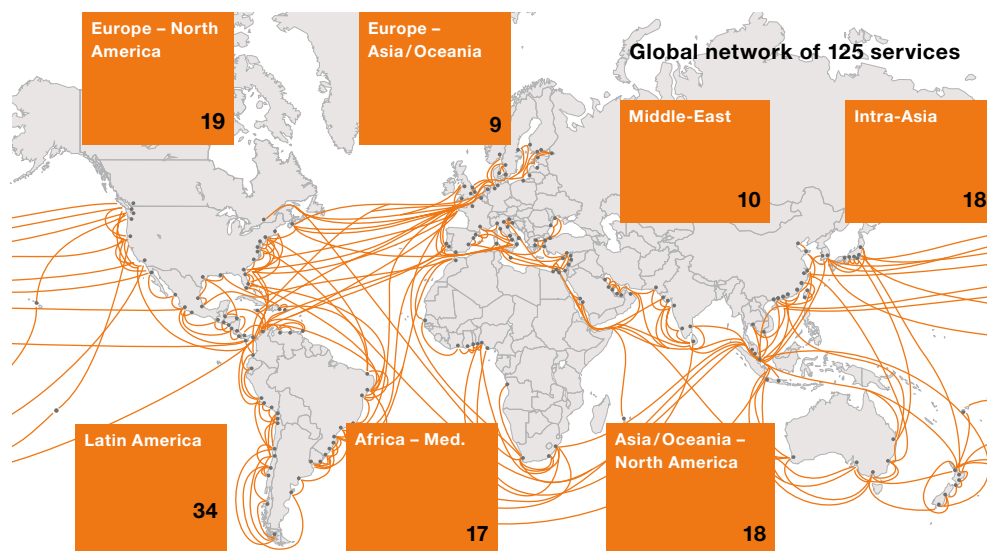 Europe – North
America
19
Europe –
Asia/Oceania
9
Global network of 125 services
Middle-East
10
Intra-Asia
18
Latin America
34
Africa – Med.
17
Asia/Oceania –
North America
18